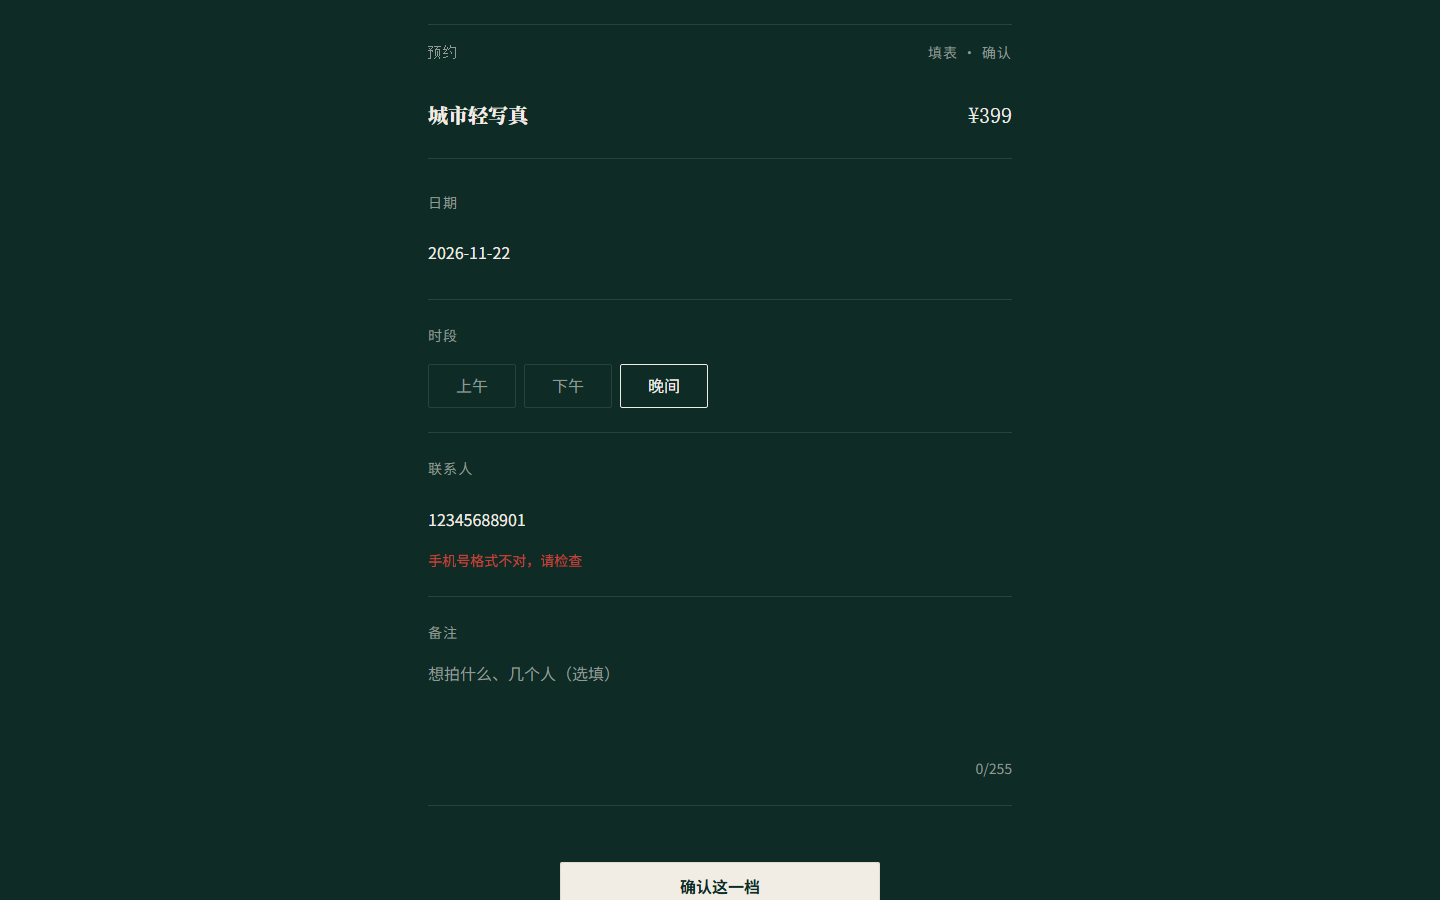 预约
填表 · 确认
城市轻写真
¥399
日期
2026-11-22
时段
上午
下午
晚间
联系人
12345688901
手机号格式不对，请检查
备注
想拍什么、几个人（选填）
0/255
确认这一档